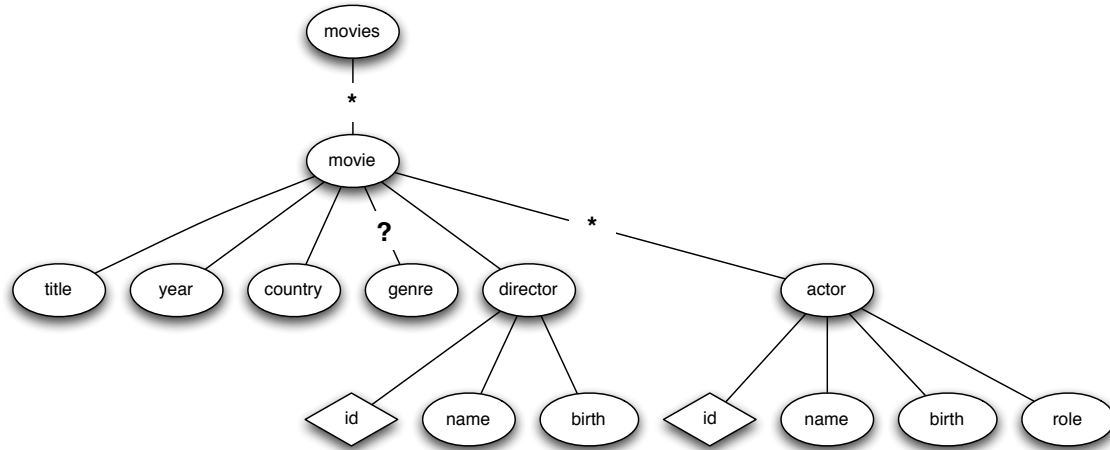 movies
*
movie
?
*
title year country genre director actor
id name birth id name birth role